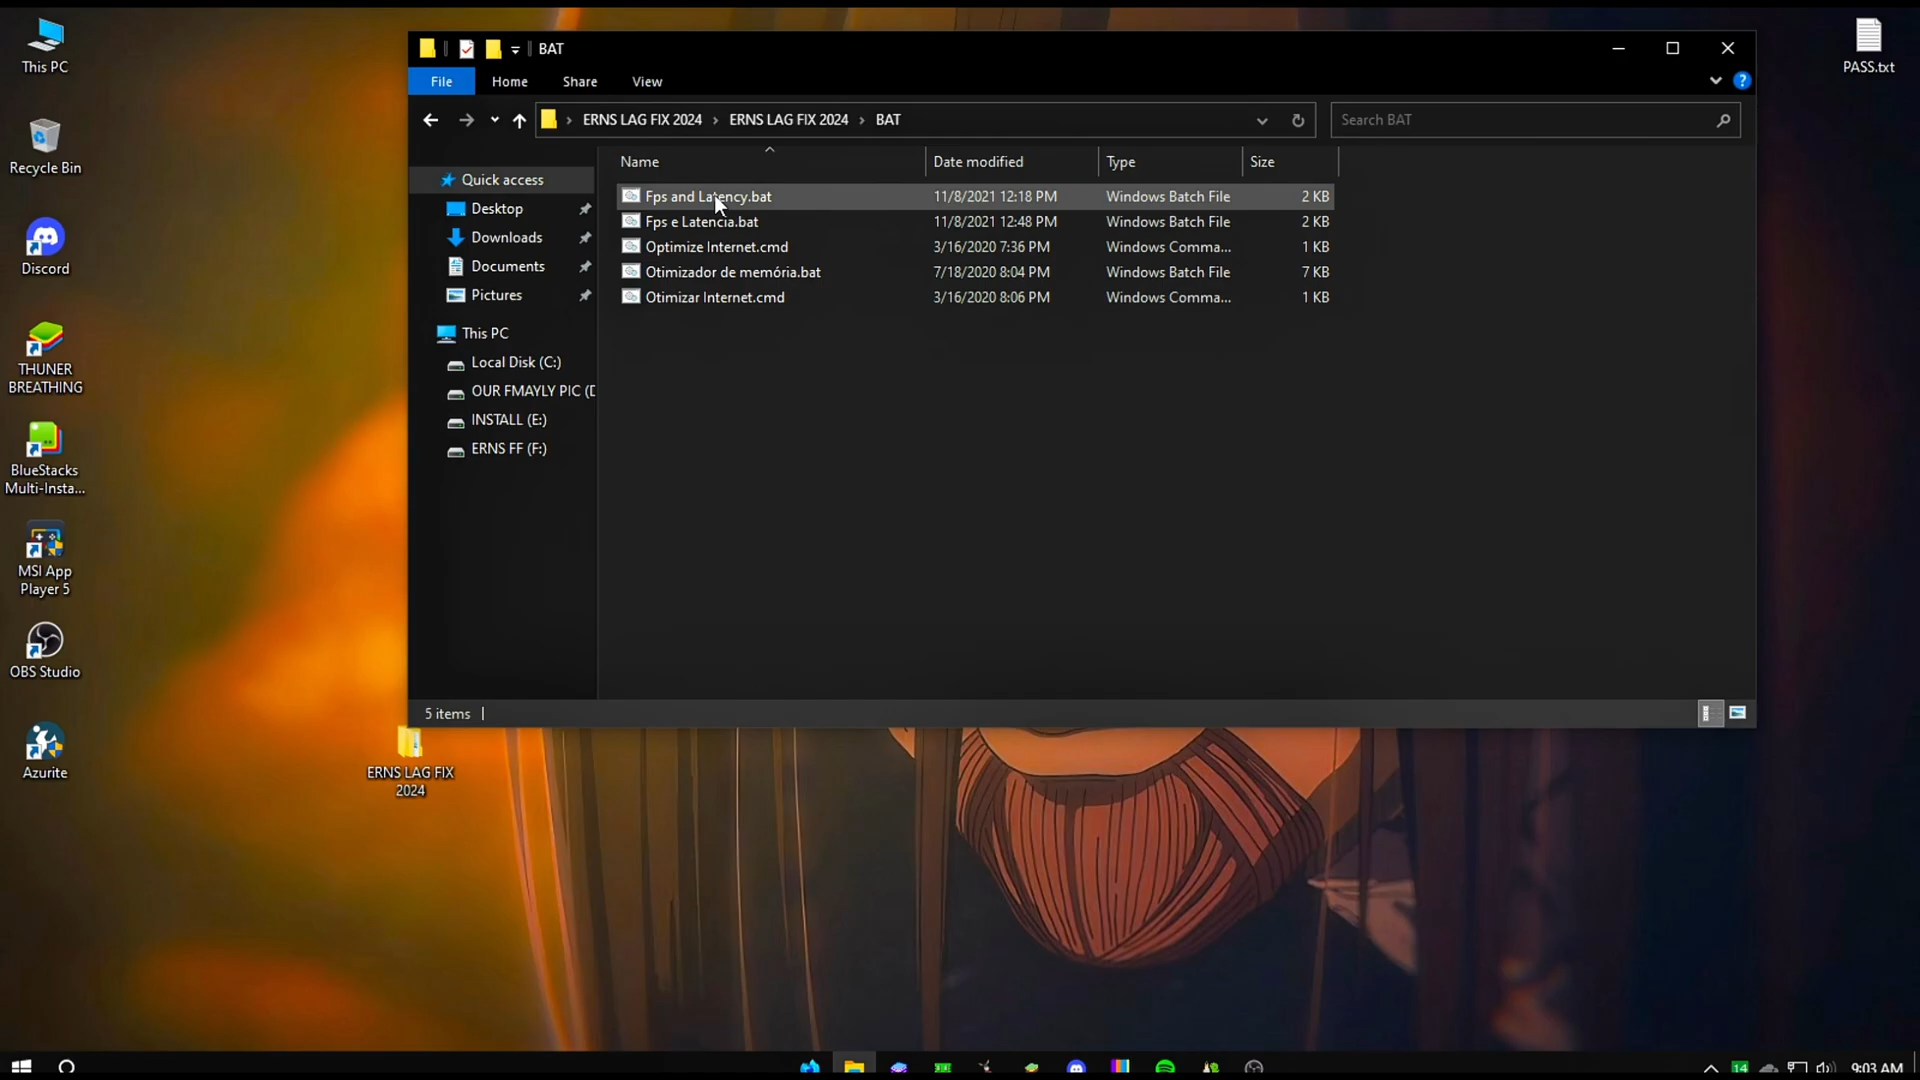 This PC
Recycle Bin
Discord
THUNER
BREATHING
BlueStacks
Multi-Insta...
MSI App
Player 5
OBS Studio
Azurite
ERNS LAG FIX
2024
PASS.txt
BAT
File Home Share View
ERNS LAG FIX 2024 › ERNS LAG FIX 2024 › BAT
Search BAT
Quick access
Desktop
Downloads
Documents
Pictures
This PC
Local Disk (C:)
OUR FMAYLY PIC (D
INSTALL (E:)
ERNS FF (F:)
Name Date modified Type Size
Fps and Latency.bat 11/8/2021 12:18 PM Windows Batch File 2 KB
Fps e Latencia.bat 11/8/2021 12:48 PM Windows Batch File 2 KB
Optimize Internet.cmd 3/16/2020 7:36 PM Windows Comma... 1 KB
Otimizador de memória.bat 7/18/2020 8:04 PM Windows Batch File 7 KB
Otimizar Internet.cmd 3/16/2020 8:06 PM Windows Comma... 1 KB
5 items
14
9:03 AM